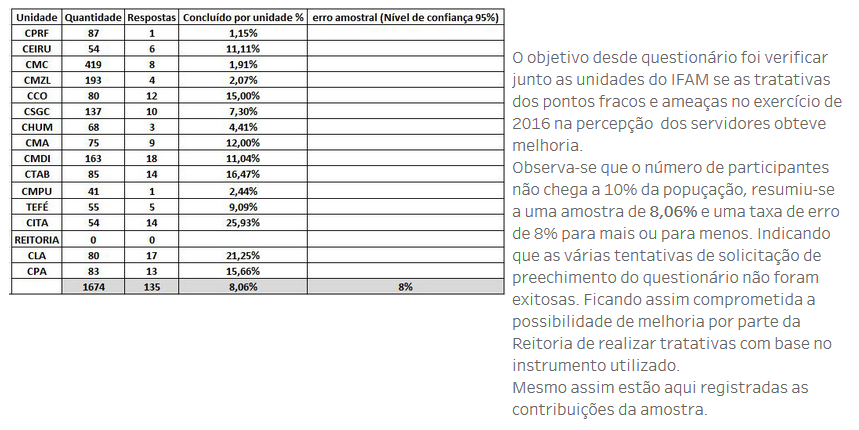 Unidade Quantidade Respostas Concluído por unidade % erro amostral (Nível de confiança 95%)
CPRF 87 1 1,15%
CEIRU 54 6 11,11%
CMC 419 8 1,91%
CMZL 193 4 2,07%
CCO 80 12 15,00%
CSGC 137 10 7,30%
CHUM 68 3 4,41%
CMA 75 9 12,00%
CMDI 163 18 11,04%
CTAB 85 14 16,47%
CMPU 41 1 2,44%
TEFÉ 55 5 9,09%
CITA 54 14 25,93%
REITORIA 0 0
CLA 80 17 21,25%
CPA 83 13 15,66%
1674 135 8,06% 8%
O objetivo desde questionário foi verificar
junto as unidades do IFAM se as tratativas
dos pontos fracos e ameaças no exercício de
2016 na percepção dos servidores obteve
melhoria.
Observa-se que o número de participantes
não chega a 10% da popuçação, resumiu-se
a uma amostra de 8,06% e uma taxa de erro
de 8% para mais ou para menos. Indicando
que as várias tentativas de solicitação de
preechimento do questionário não foram
exitosas. Ficando assim comprometida a
possibilidade de melhoria por parte da
Reitoria de realizar tratativas com base no
instrumento utilizado.
Mesmo assim estão aqui registradas as
contribuições da amostra.